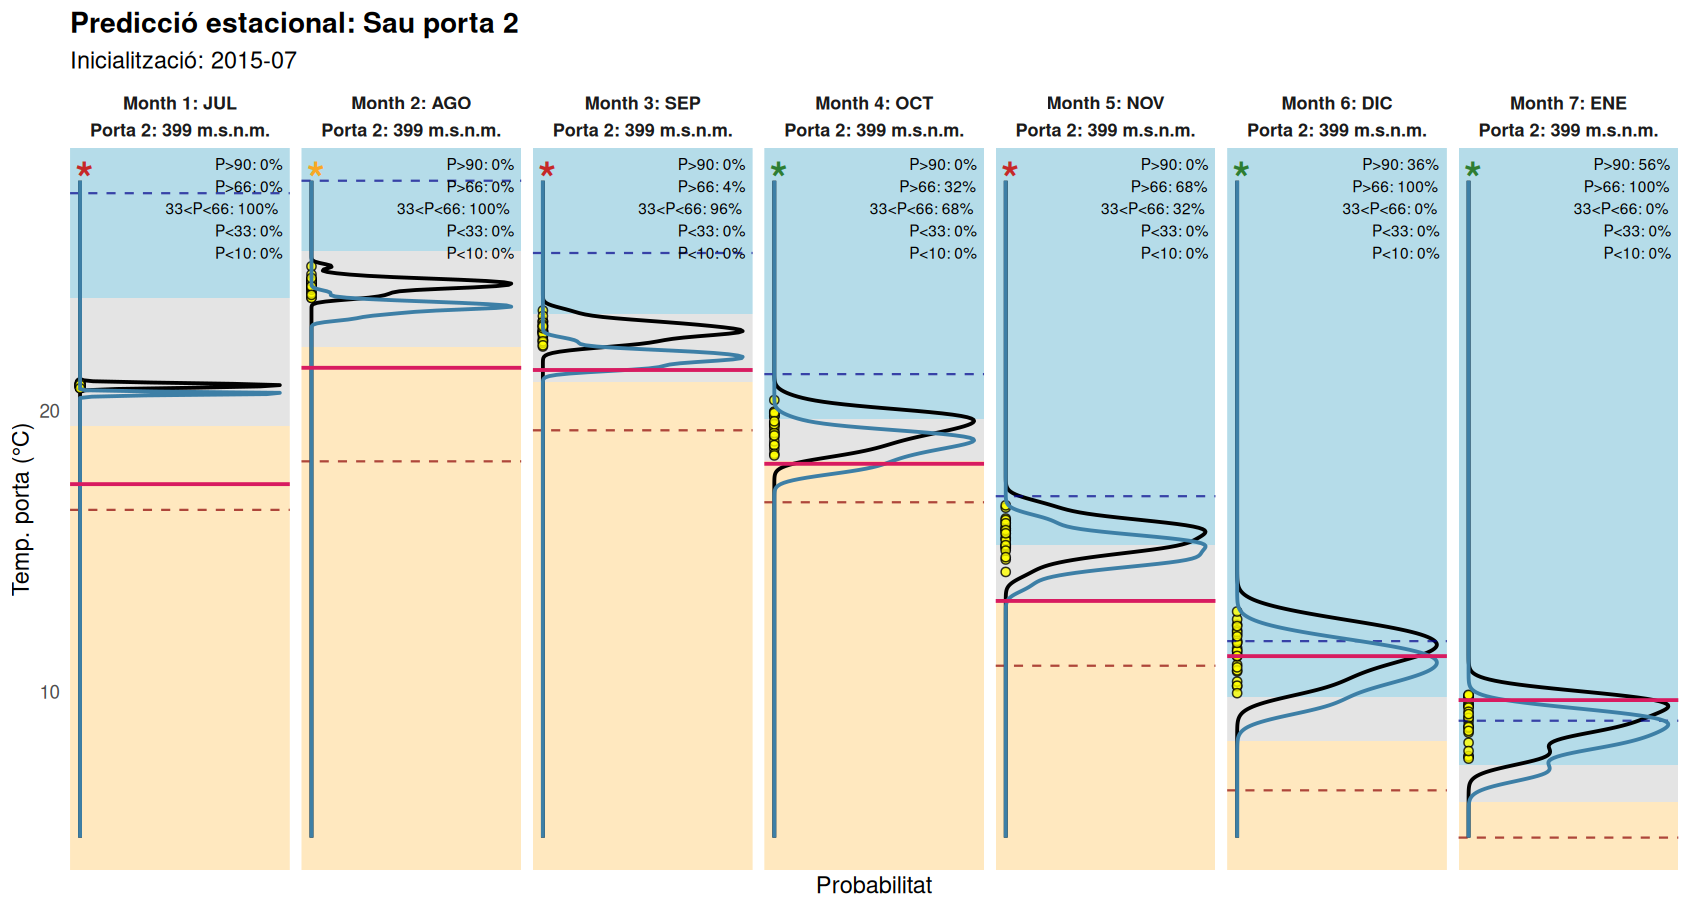 Predicció estacional: Sau porta 2
Inicialització: 2015-07
Month 1: JUL
Porta 2: 399 m.s.n.m.
Month 2: AGO
Porta 2: 399 m.s.n.m.
Month 3: SEP
Porta 2: 399 m.s.n.m.
Month 4: OCT
Porta 2: 399 m.s.n.m.
Month 5: NOV
Porta 2: 399 m.s.n.m.
Month 6: DIC
Porta 2: 399 m.s.n.m.
Month 7: ENE
Porta 2: 399 m.s.n.m.
*
P>90: 0%
P>66: 0%
33<P<66: 100%
P<33: 0%
P<10: 0%
*
P>90: 0%
P>66: 0%
33<P<66: 100%
P<33: 0%
P<10: 0%
*
P>90: 0%
P>66: 4%
33<P<66: 96%
P<33: 0%
P<10: 0%
*
P>90: 0%
P>66: 32%
33<P<66: 68%
P<33: 0%
P<10: 0%
*
P>90: 0%
P>66: 68%
33<P<66: 32%
P<33: 0%
P<10: 0%
*
P>90: 36%
P>66: 100%
33<P<66: 0%
P<33: 0%
P<10: 0%
*
P>90: 56%
P>66: 100%
33<P<66: 0%
P<33: 0%
P<10: 0%
20
10
Temp. porta (°C)
Probabilitat